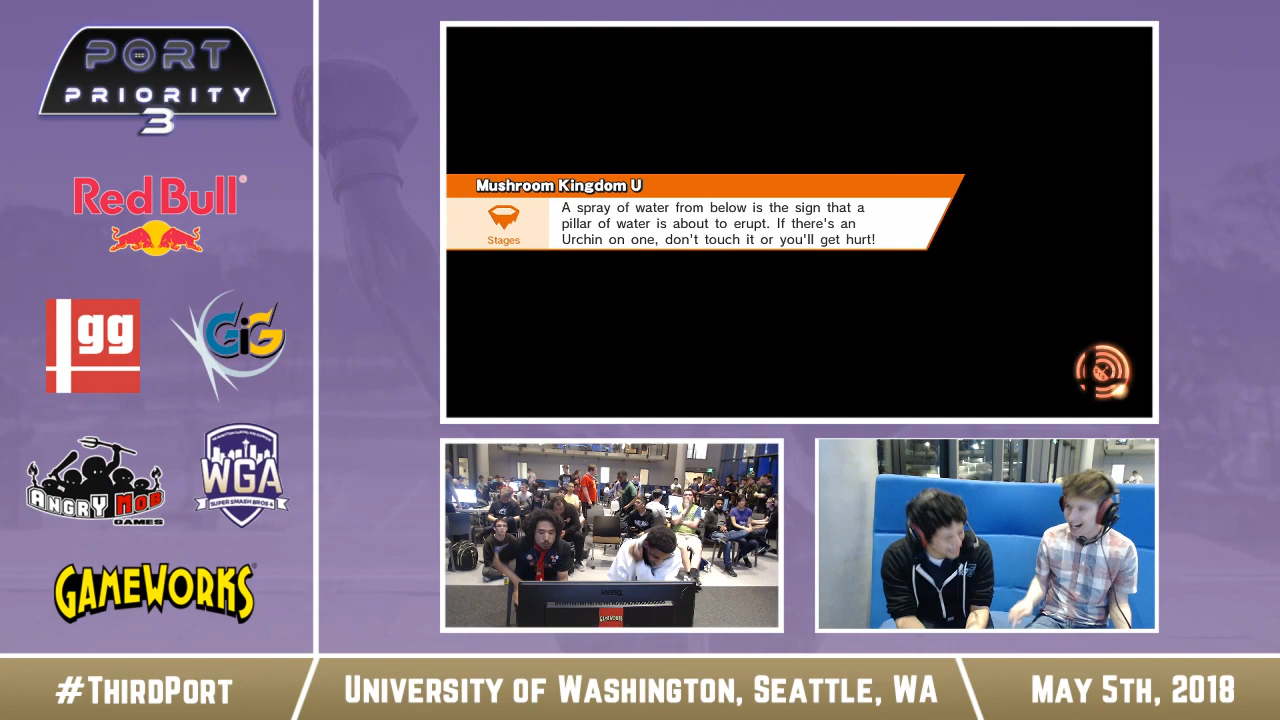 PORT
PRIORITY
3
Red Bull
gg
GiG
ANGRY MOB
GAMES
WGA
SUPER SMASH BROS 4
GAMEWORKS
Mushroom Kingdom U
Stages
A spray of water from below is the sign that a
pillar of water is about to erupt. If there's an
Urchin on one, don't touch it or you'll get hurt!
BenQ
GAMEWORKS
#ThirdPort
University of Washington, Seattle, WA
May 5th, 2018